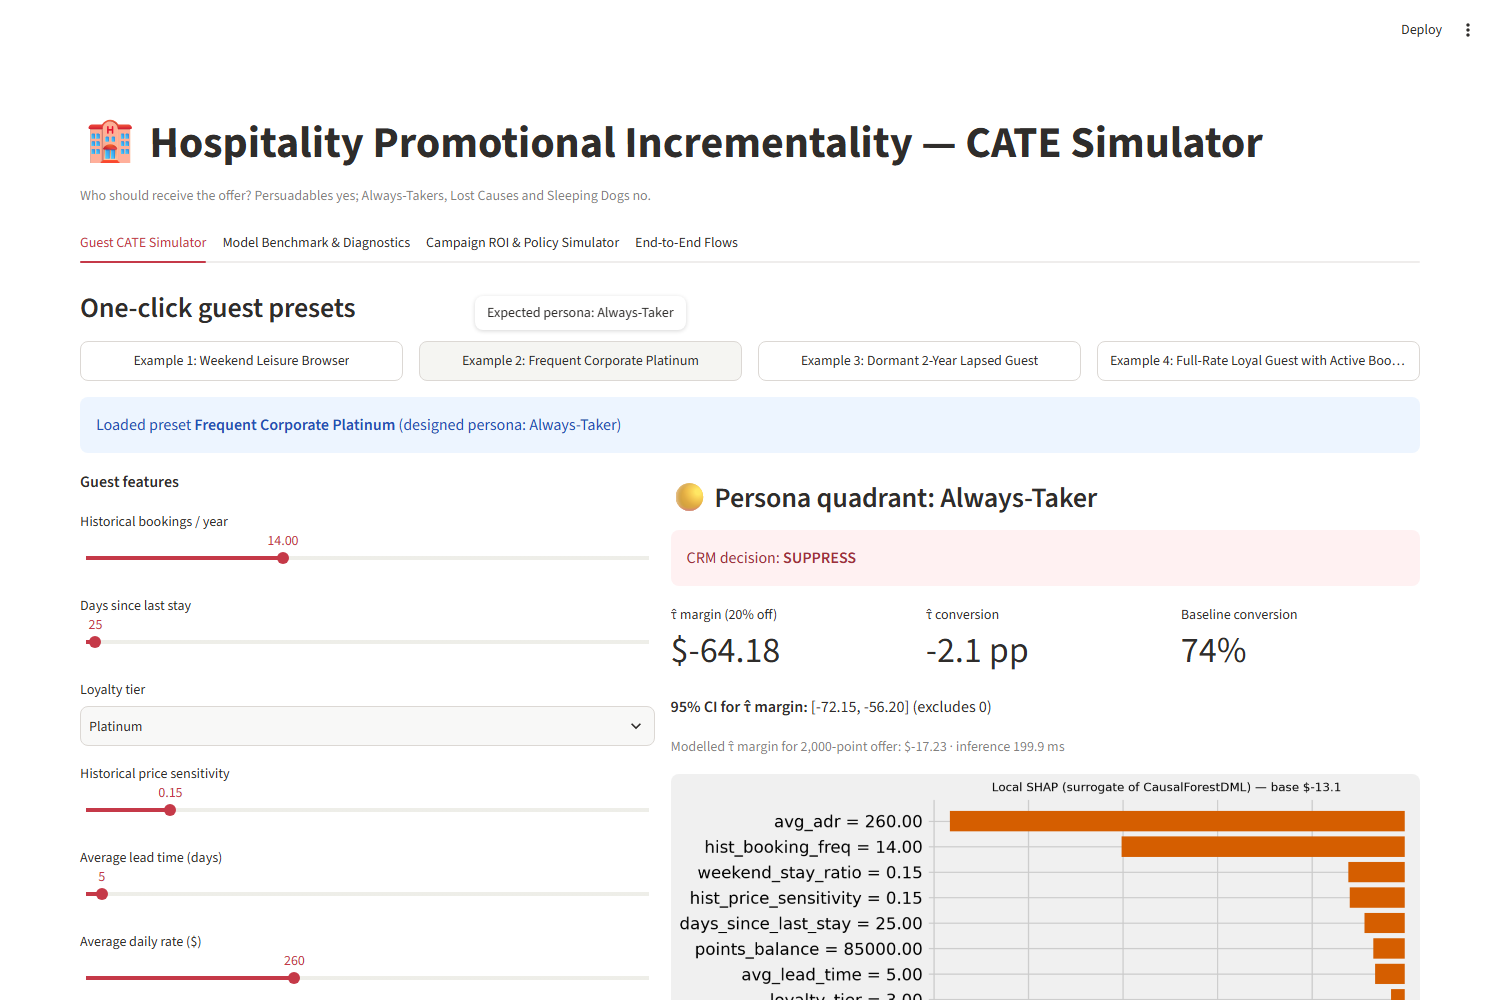 Deploy
Hospitality Promotional Incrementality — CATE Simulator
Who should receive the offer? Persuadables yes; Always-Takers, Lost Causes and Sleeping Dogs no.
Guest CATE Simulator
Model Benchmark & Diagnostics
Campaign ROI & Policy Simulator
End-to-End Flows
One-click guest presets
Expected persona: Always-Taker
Example 1: Weekend Leisure Browser
Example 2: Frequent Corporate Platinum
Example 3: Dormant 2-Year Lapsed Guest
Example 4: Full-Rate Loyal Guest with Active Boo...
Loaded preset Frequent Corporate Platinum (designed persona: Always-Taker)
Guest features
Historical bookings / year
14.00
Days since last stay
25
Loyalty tier
Platinum
Historical price sensitivity
0.15
Average lead time (days)
5
Average daily rate ($)
260
Persona quadrant: Always-Taker
CRM decision: SUPPRESS
τ̂ margin (20% off)
$-64.18
τ̂ conversion
-2.1 pp
Baseline conversion
74%
95% CI for τ̂ margin: [-72.15, -56.20] (excludes 0)
Modelled τ̂ margin for 2,000-point offer: $-17.23 · inference 199.9 ms
Local SHAP (surrogate of CausalForestDML) — base $-13.1
avg_adr = 260.00
hist_booking_freq = 14.00
weekend_stay_ratio = 0.15
hist_price_sensitivity = 0.15
days_since_last_stay = 25.00
points_balance = 85000.00
avg_lead_time = 5.00
loyalty_tier = 3.00